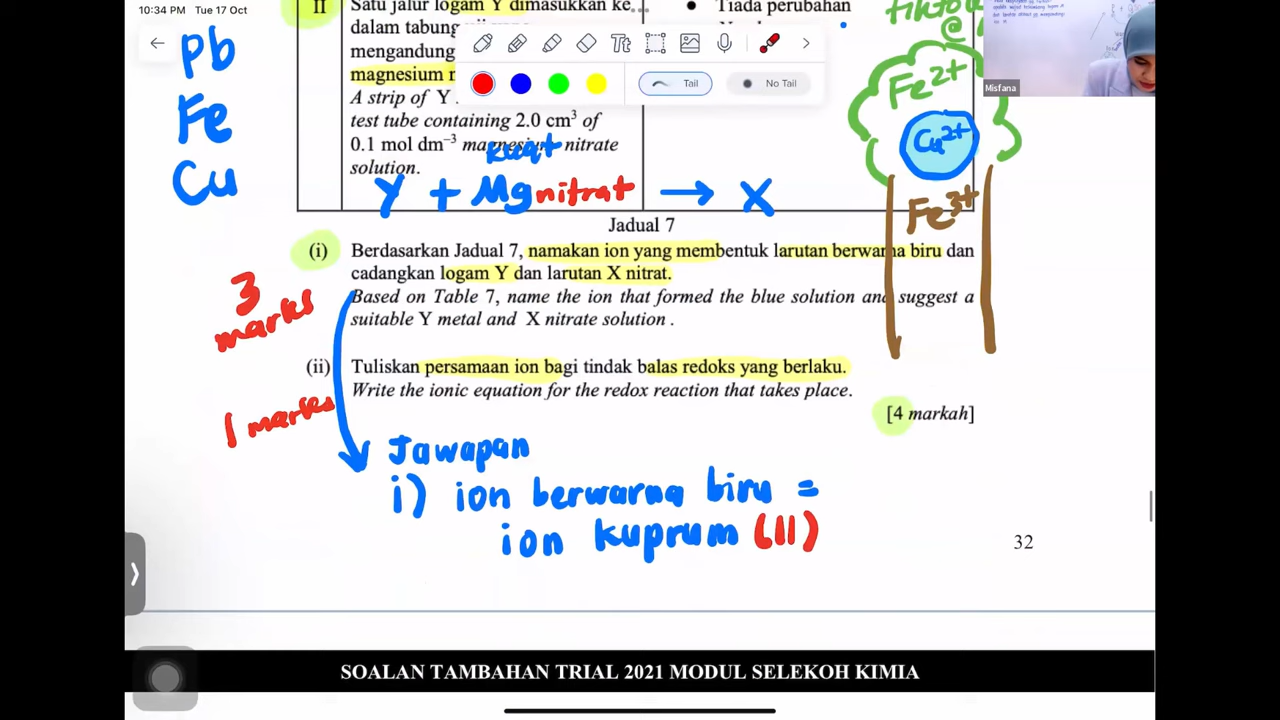 10:34 PM Tue 17 Oct
II
Satu jalur logam Y dimasukkan ke
dalam tabung
mengandung
magnesium
A strip of Y
test tube containing 2.0 cm³ of
0.1 mol dm⁻³ magnesium nitrate
solution.
• Tiada perubahan
Tt
Tail
No Tail
Misfana
tiktok
@
Pb
Fe
Cu
Fe²⁺
Cu²⁺
Fe³⁺
kuat
Y + Mg nitrat → X
Jadual 7
(i) Berdasarkan Jadual 7, namakan ion yang membentuk larutan berwarna biru dan
cadangkan logam Y dan larutan X nitrat.
Based on Table 7, name the ion that formed the blue solution and suggest a
suitable Y metal and X nitrate solution .
3
marks
(ii) Tuliskan persamaan ion bagi tindak balas redoks yang berlaku.
Write the ionic equation for the redox reaction that takes place.
1 marks
[4 markah]
Jawapan
i) ion berwarna biru =
ion kuprum (II)
32
SOALAN TAMBAHAN TRIAL 2021 MODUL SELEKOH KIMIA